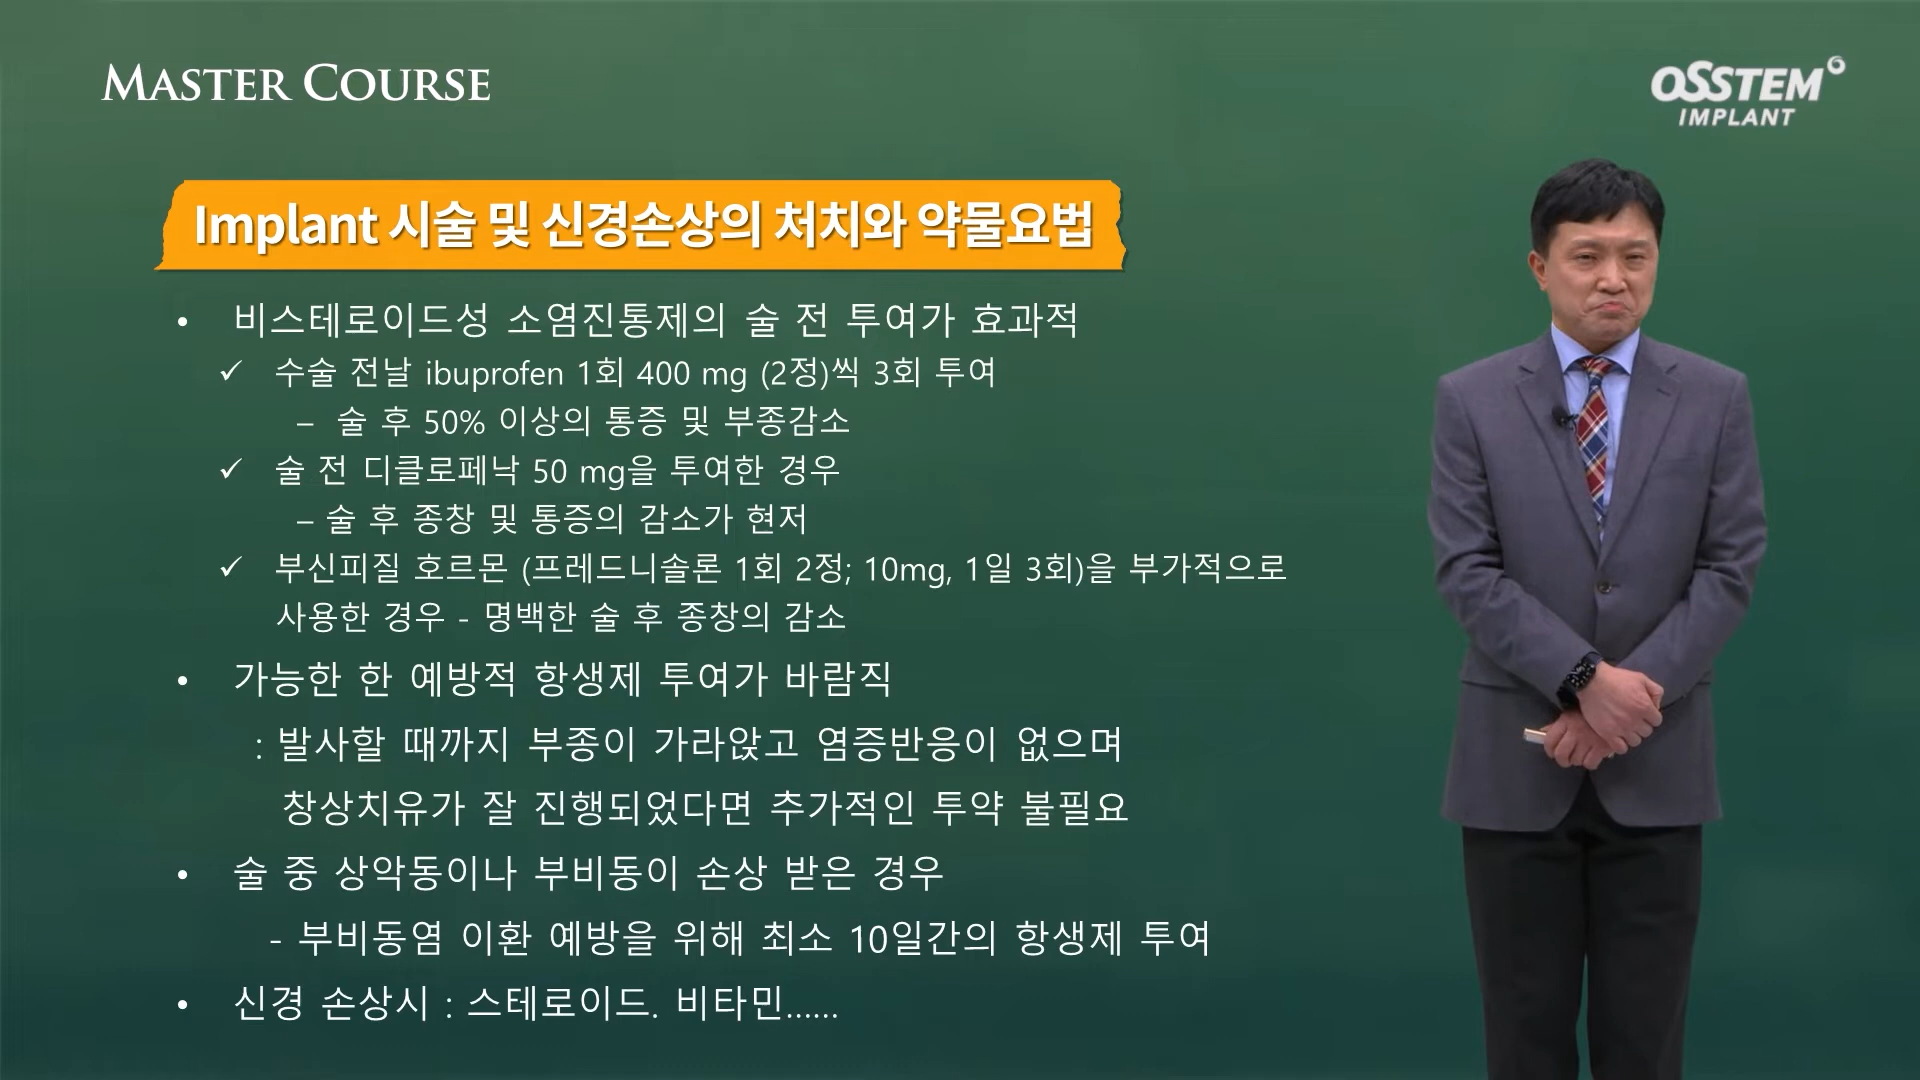 MASTER COURSE
OSSTEM
IMPLANT
Implant 시술 및 신경손상의 처치와 약물요법
• 비스테로이드성 소염진통제의 술 전 투여가 효과적
✓ 수술 전날 ibuprofen 1회 400 mg (2정)씩 3회 투여
– 술 후 50% 이상의 통증 및 부종감소
✓ 술 전 디클로페낙 50 mg을 투여한 경우
– 술 후 종창 및 통증의 감소가 현저
✓ 부신피질 호르몬 (프레드니솔론 1회 2정; 10mg, 1일 3회)을 부가적으로
사용한 경우 - 명백한 술 후 종창의 감소
• 가능한 한 예방적 항생제 투여가 바람직
: 발사할 때까지 부종이 가라앉고 염증반응이 없으며
창상치유가 잘 진행되었다면 추가적인 투약 불필요
• 술 중 상악동이나 부비동이 손상 받은 경우
- 부비동염 이환 예방을 위해 최소 10일간의 항생제 투여
• 신경 손상시 : 스테로이드. 비타민......